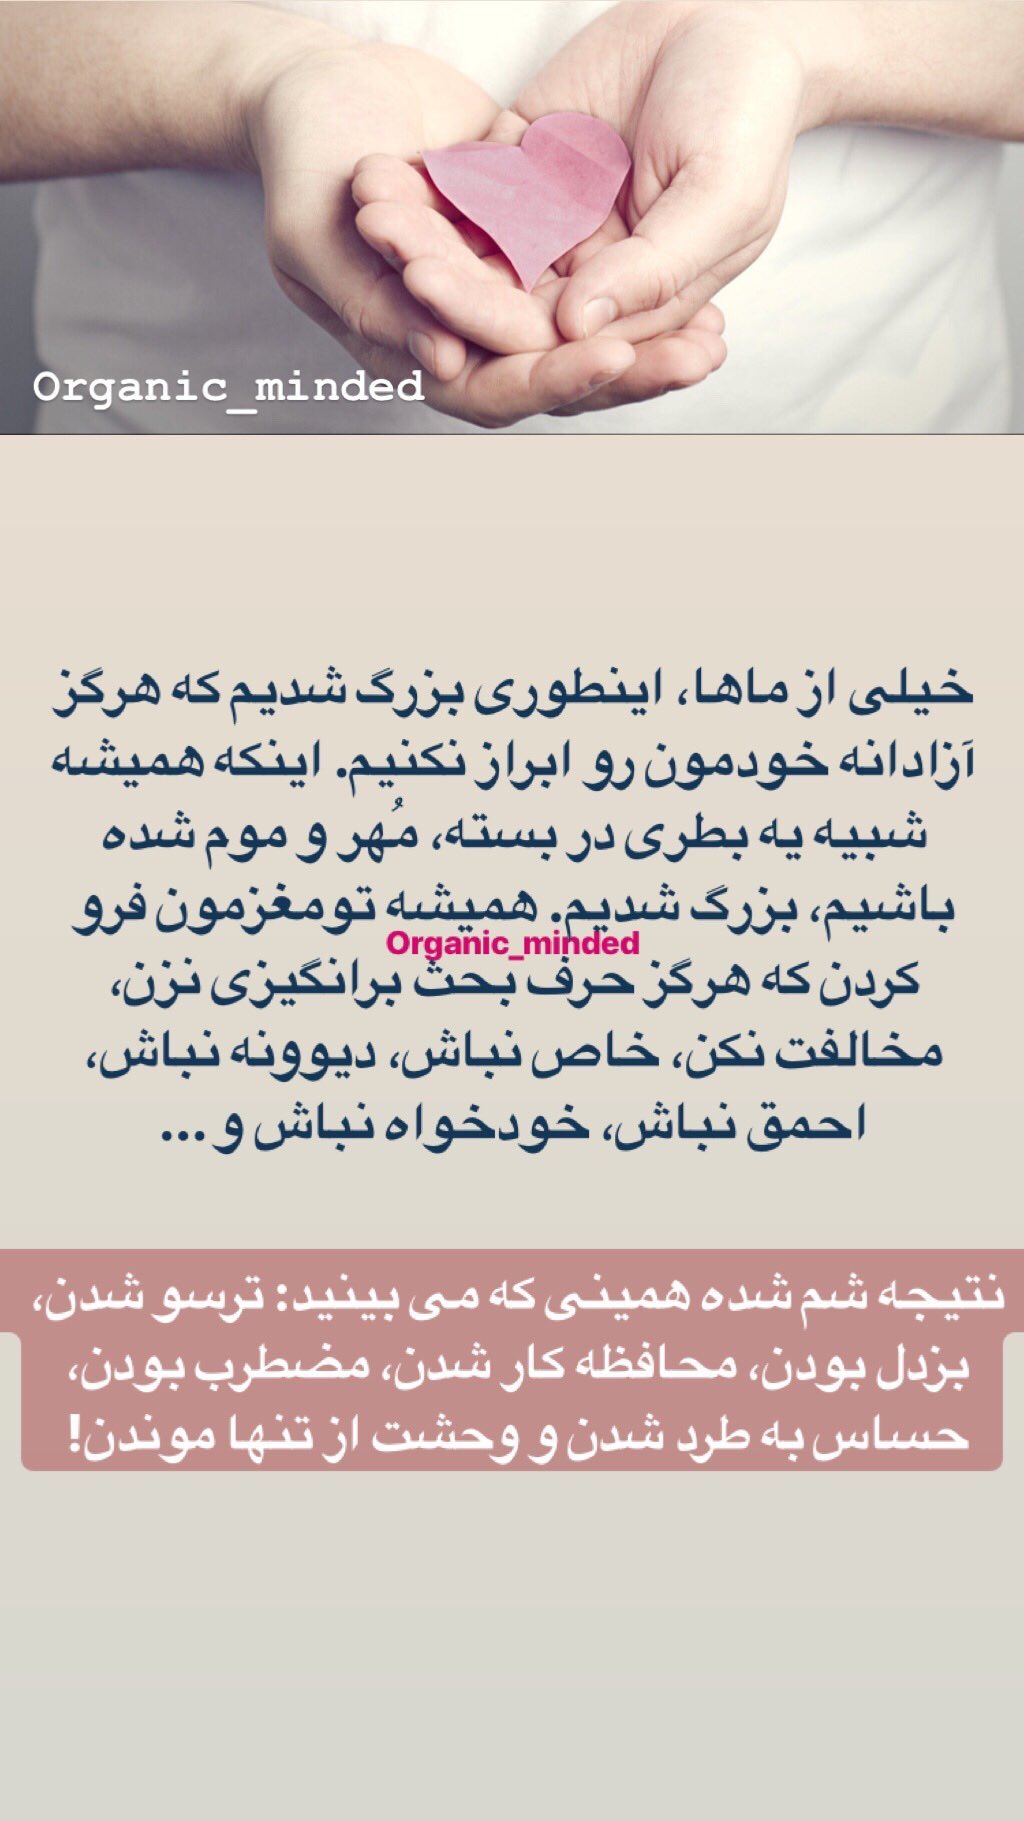 Organic_minded
خیلی از ماها، اینطوری بزرگ شدیم که هرگز
آزادانه خودمون رو ابراز نکنیم. اینکه همیشه
شبیه یه بطری در بسته، مُهر و موم شده
باشیم، بزرگ شدیم. همیشه تومغزمون فرو
Organic_minded
کردن که هرگز حرف بحث برانگیزی نزن،
مخالفت نکن، خاص نباش، دیوونه نباش،
احمق نباش، خودخواه نباش و ...
نتیجه شم شده همینی که می بینید: ترسو شدن،
بزدل بودن، محافظه کار شدن، مضطرب بودن،
حساس به طرد شدن و وحشت از تنها موندن!